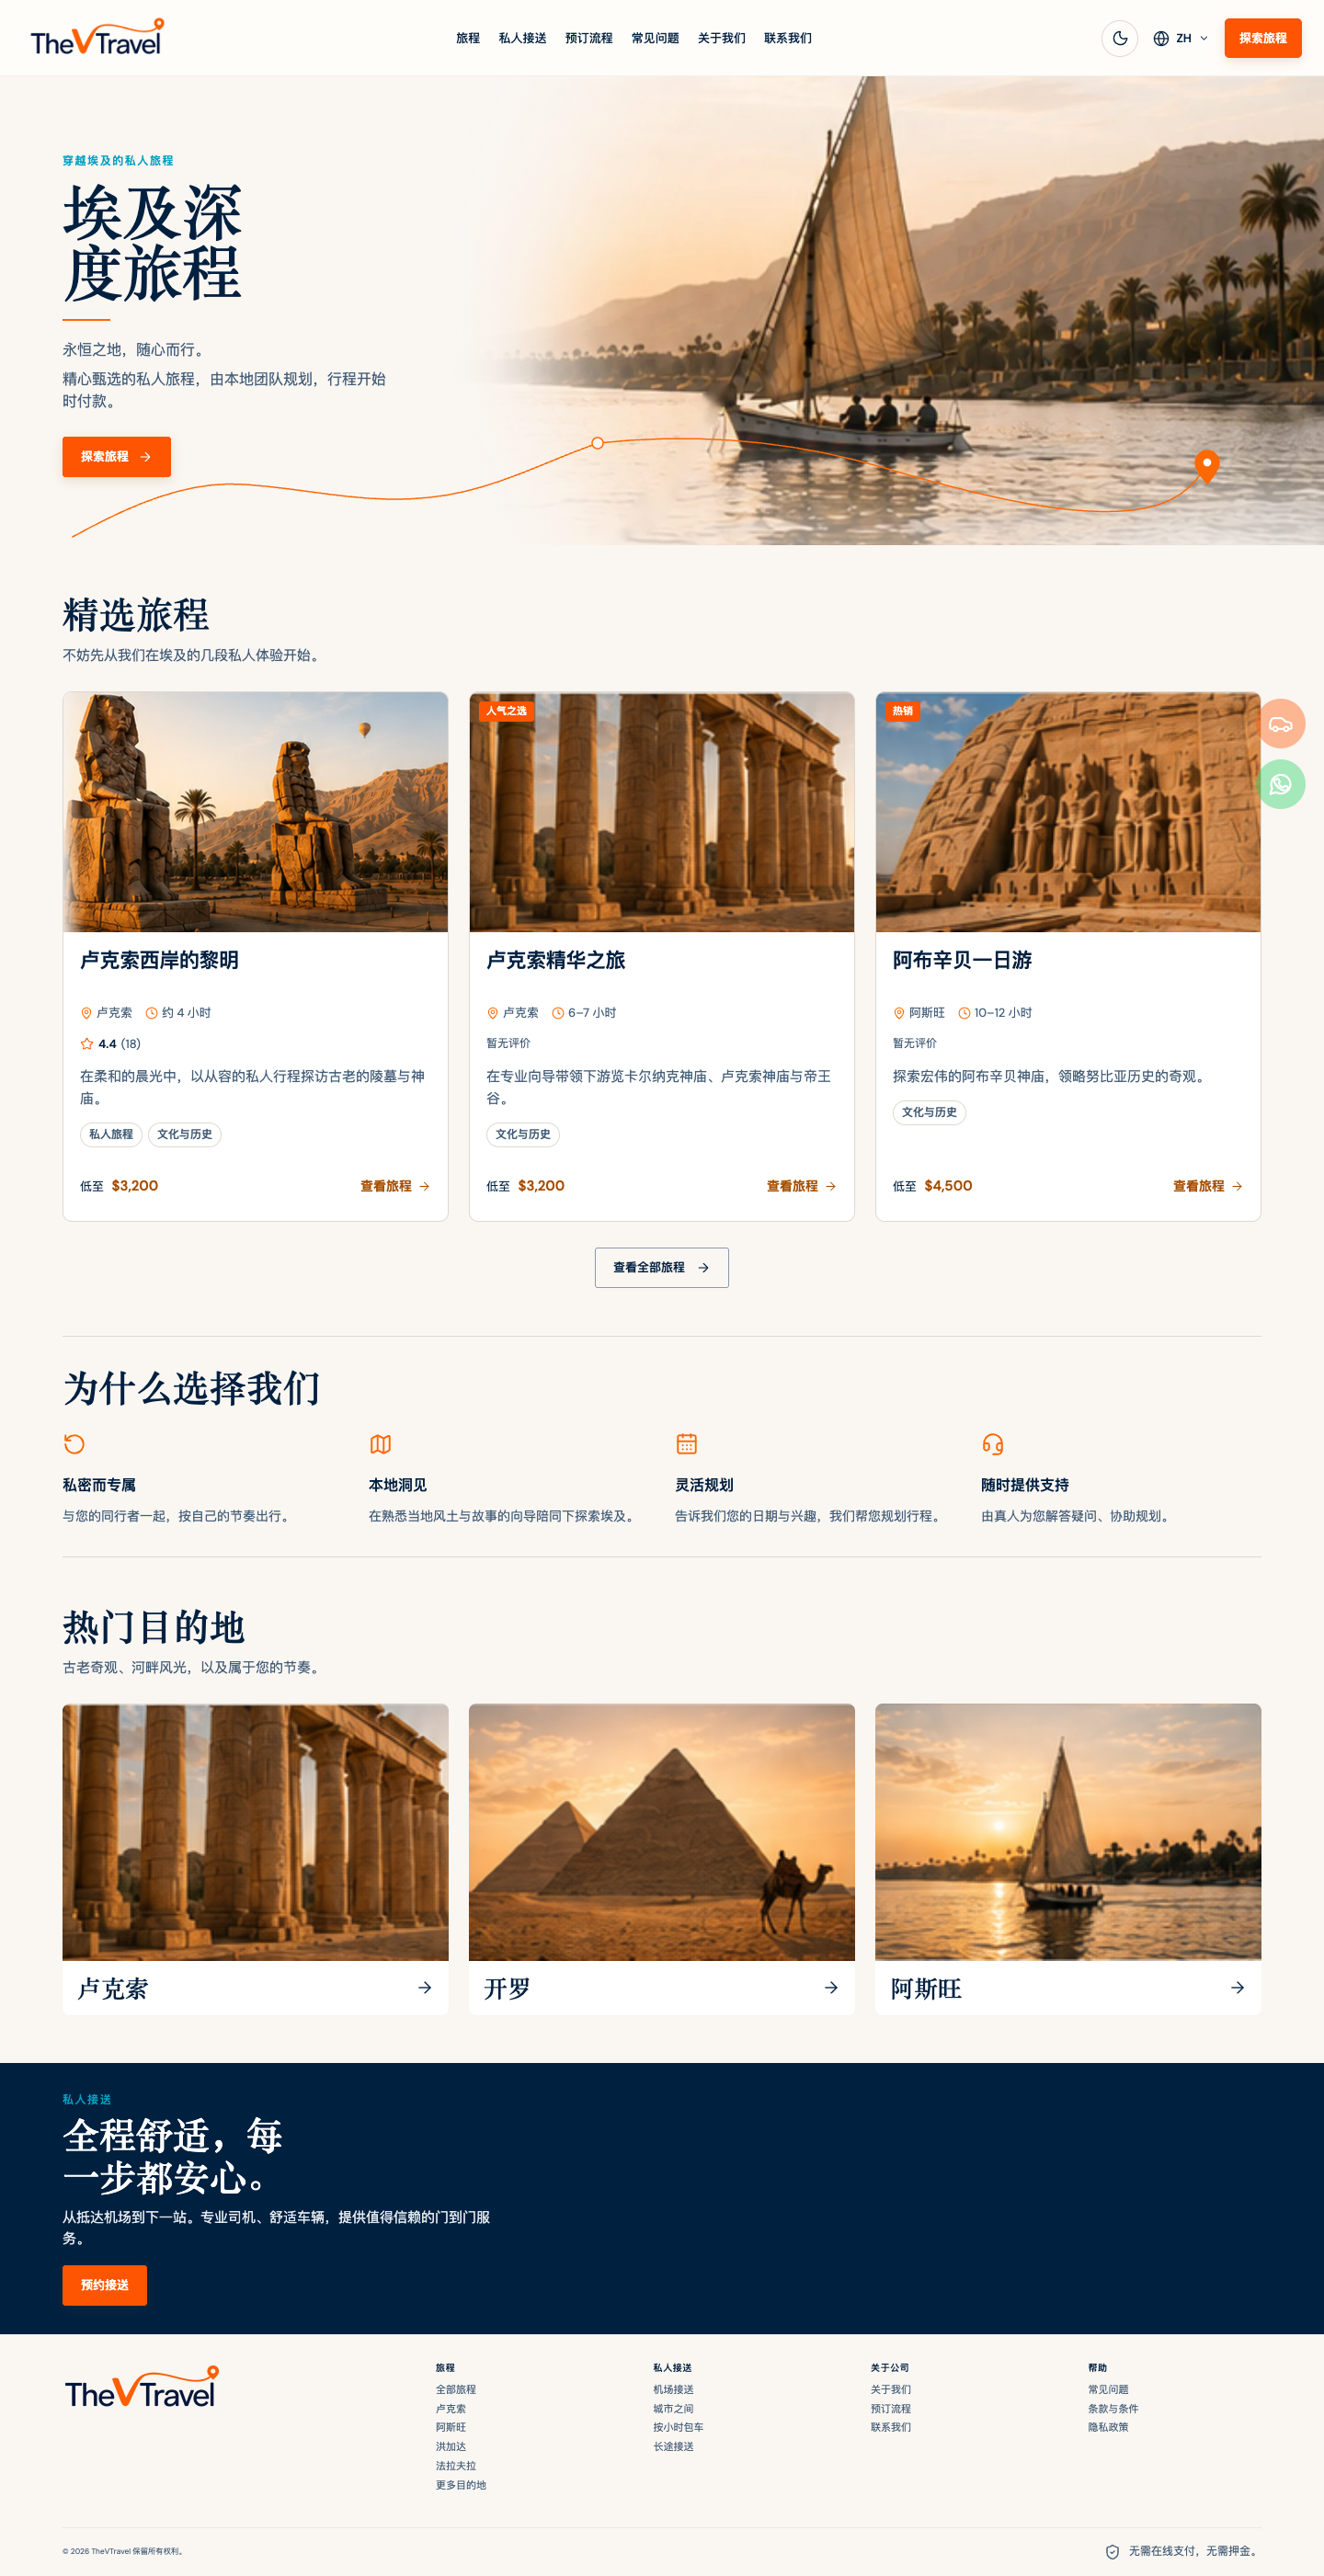 TheVTravel
旅程
私人接送
预订流程
常见问题
关于我们
联系我们
ZH
探索旅程
穿越埃及的私人旅程
埃及深
度旅程
永恒之地，随心而行。
精心甄选的私人旅程，由本地团队规划，行程开始
时付款。
探索旅程
精选旅程
不妨先从我们在埃及的几段私人体验开始。
卢克索西岸的黎明
卢克索 约 4 小时
4.4 (18)
在柔和的晨光中，以从容的私人行程探访古老的陵墓与神
庙。
私人旅程 文化与历史
低至 $3,200 查看旅程
人气之选
卢克索精华之旅
卢克索 6–7 小时
暂无评价
在专业向导带领下游览卡尔纳克神庙、卢克索神庙与帝王
谷。
文化与历史
低至 $3,200 查看旅程
热销
阿布辛贝一日游
阿斯旺 10–12 小时
暂无评价
探索宏伟的阿布辛贝神庙，领略努比亚历史的奇观。
文化与历史
低至 $4,500 查看旅程
查看全部旅程
为什么选择我们
私密而专属
与您的同行者一起，按自己的节奏出行。
本地洞见
在熟悉当地风土与故事的向导陪同下探索埃及。
灵活规划
告诉我们您的日期与兴趣，我们帮您规划行程。
随时提供支持
由真人为您解答疑问、协助规划。
热门目的地
古老奇观、河畔风光，以及属于您的节奏。
卢克索
开罗
阿斯旺
私人接送
全程舒适，每
一步都安心。
从抵达机场到下一站。专业司机、舒适车辆，提供值得信赖的门到门服
务。
预约接送
TheVTravel
旅程
全部旅程
卢克索
阿斯旺
洪加达
法拉夫拉
更多目的地
私人接送
机场接送
城市之间
按小时包车
长途接送
关于公司
关于我们
预订流程
联系我们
帮助
常见问题
条款与条件
隐私政策
© 2026 TheVTravel 保留所有权利。
无需在线支付，无需押金。